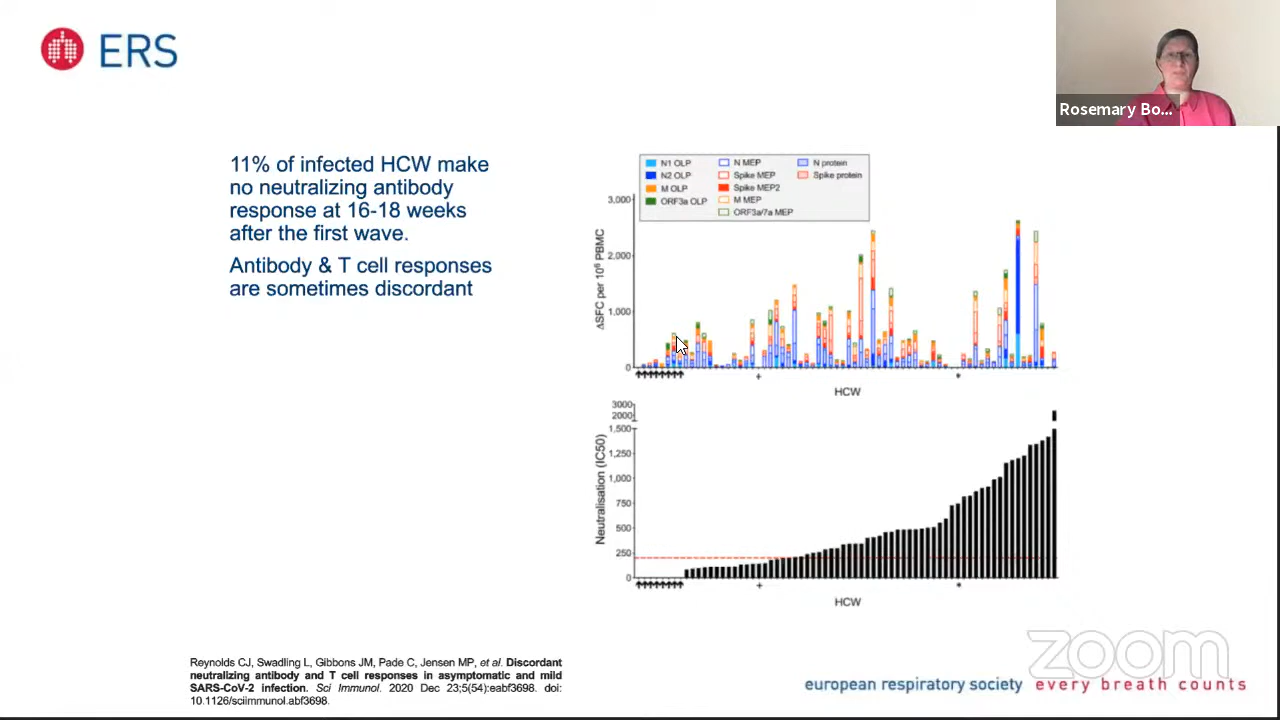 ERS
Rosemary Bo...
11% of infected HCW make
no neutralizing antibody
response at 16-18 weeks
after the first wave.
Antibody & T cell responses
are sometimes discordant
N1 OLP
N2 OLP
M OLP
ORF3a OLP
N MEP
Spike MEP
Spike MEP2
M MEP
ORF3a/7a MEP
N protein
Spike protein
ΔSFC per 10⁶ PBMC
3,000
2,000
1,000
0
+
*
HCW
Neutralisation (IC50)
3000
2000
1,500
1,250
1,000
750
500
250
0
+
*
HCW
Reynolds CJ, Swadling L, Gibbons JM, Pade C, Jensen MP, et al. Discordant
neutralizing antibody and T cell responses in asymptomatic and mild
SARS-CoV-2 infection. Sci Immunol. 2020 Dec 23;5(54):eabf3698. doi:
10.1126/sciimmunol.abf3698.
zoom
european respiratory society every breath counts